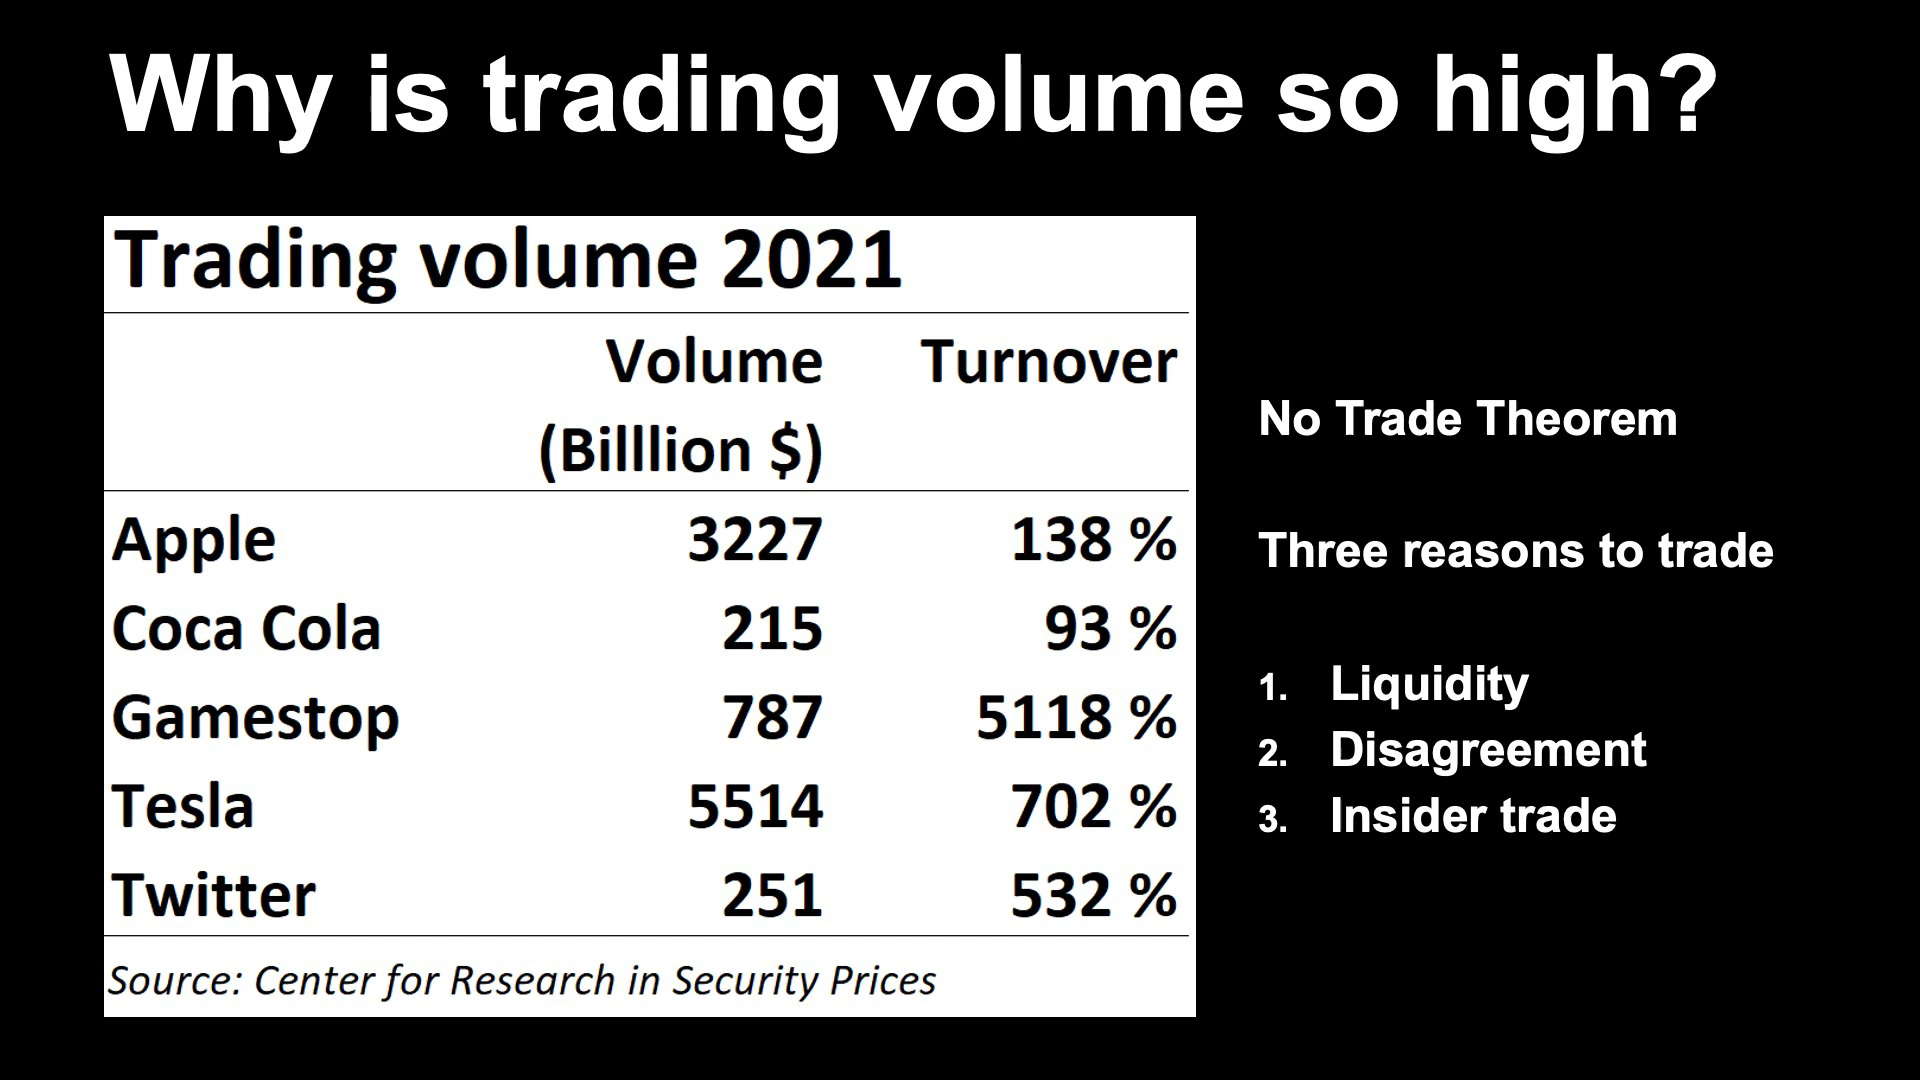 Why is trading volume so high?
Trading volume 2021
Volume Turnover
(Billlion $)
Apple 3227 138 %
Coca Cola 215 93 %
Gamestop 787 5118 %
Tesla 5514 702 %
Twitter 251 532 %
Source: Center for Research in Security Prices
No Trade Theorem
Three reasons to trade
1. Liquidity
2. Disagreement
3. Insider trade